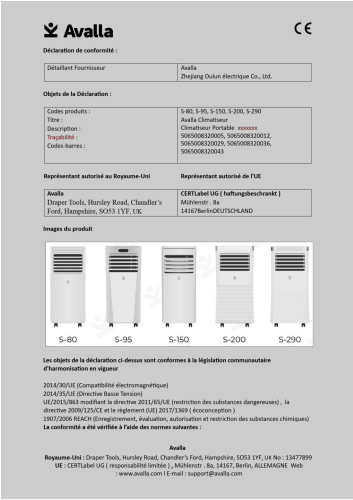 Avalla
CE
Déclaration de conformité :
Détaillant Fournisseur
Avalla
Zhejiang Oulun électrique Co., Ltd.
Objets de la Déclaration :
Codes produits :
S-80, S-95, S-150, S-200, S-290
Titre :
Avalla Climatiseur
Description :
Climatiseur Portable xxxxxx
Traçabilité :
5065008320005, 5065008320012,
Codes-barres :
5065008320029, 5065008320036,
5065008320043
Représentant autorisé au Royaume-Uni
Représentant autorisé de l'UE
Avalla
CERTLabel UG ( haftungsbeschrankt )
Draper Tools, Hursley Road, Chandler's
Mühlenstr . 8a
Ford, Hampshire, SO53 1YF, UK
14167BerlinDEUTSCHLAND
Images du produit
S-80 S-95 S-150 S-200 S-290
Les objets de la déclaration ci-dessus sont conformes à la législation communautaire
d'harmonisation en vigueur
2014/30/UE (Compatibilité électromagnétique)
2014/35/UE (Directive Basse Tension)
UE/2015/863 modifiant la directive 2011/65/UE (restriction des substances dangereuses) , la
directive 2009/125/CE et le règlement (UE) 2017/1369 ( écoconception )
1907/2006 REACH (Enregistrement, évaluation, autorisation et restriction des substances chimiques)
La conformité a été vérifiée à l'aide des normes suivantes :
Avalla
Royaume-Uni : Draper Tools, Hursley Road, Chandler's Ford, Hampshire, SO53 1YF, UK No : 13477899
UE : CERTLabel UG ( responsabilité limitée ) , Mühlenstr . 8a, 14167, Berlin, ALLEMAGNE Web
: www.avalla.com I E-mail : support@avalla.com